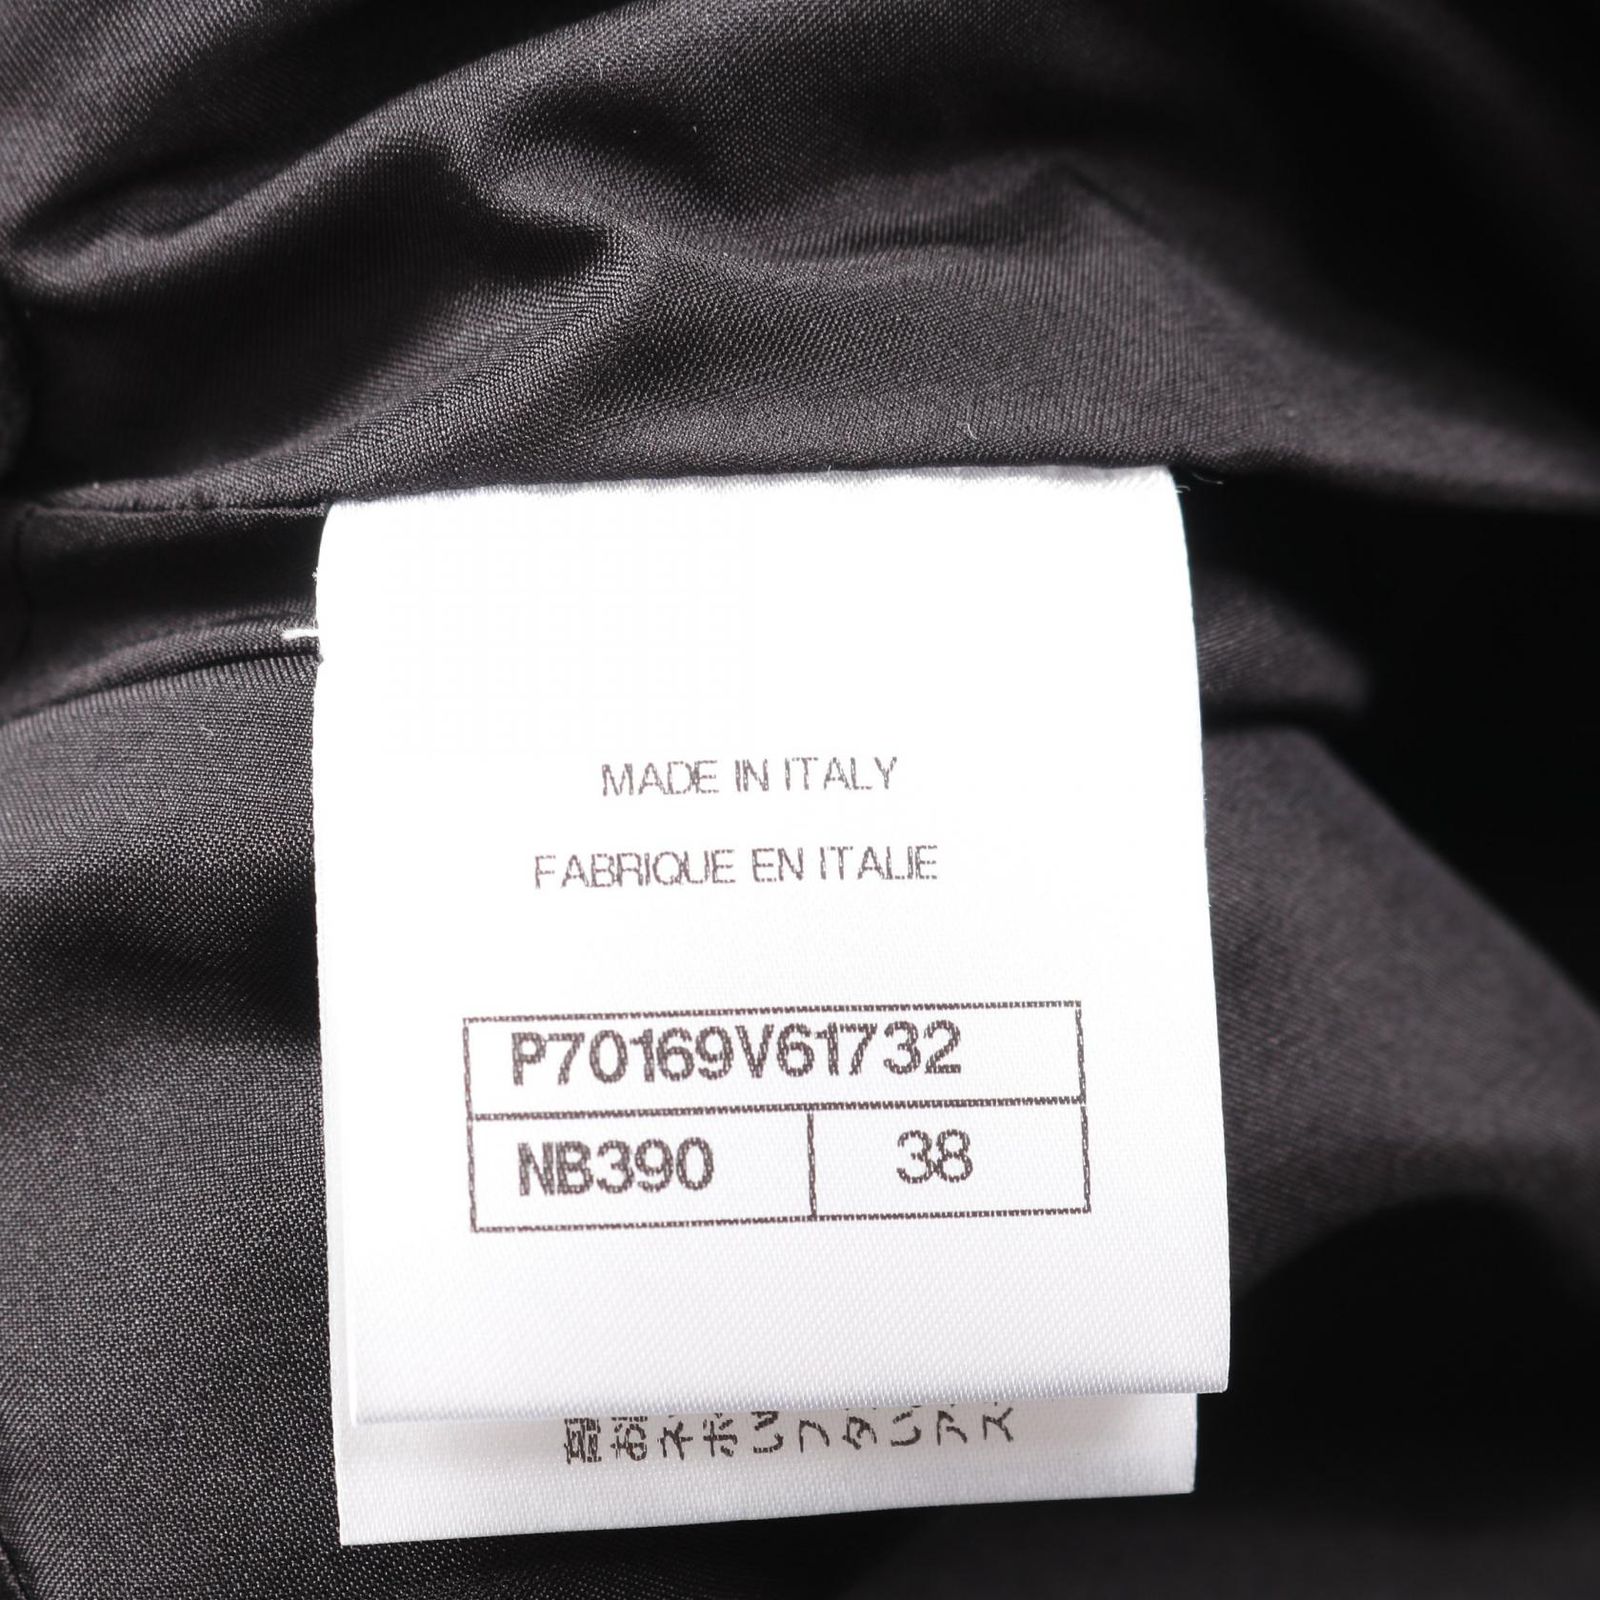 MADE IN ITALY
FABRIQUE EN ITALIE
P70169V61732
NB390
38